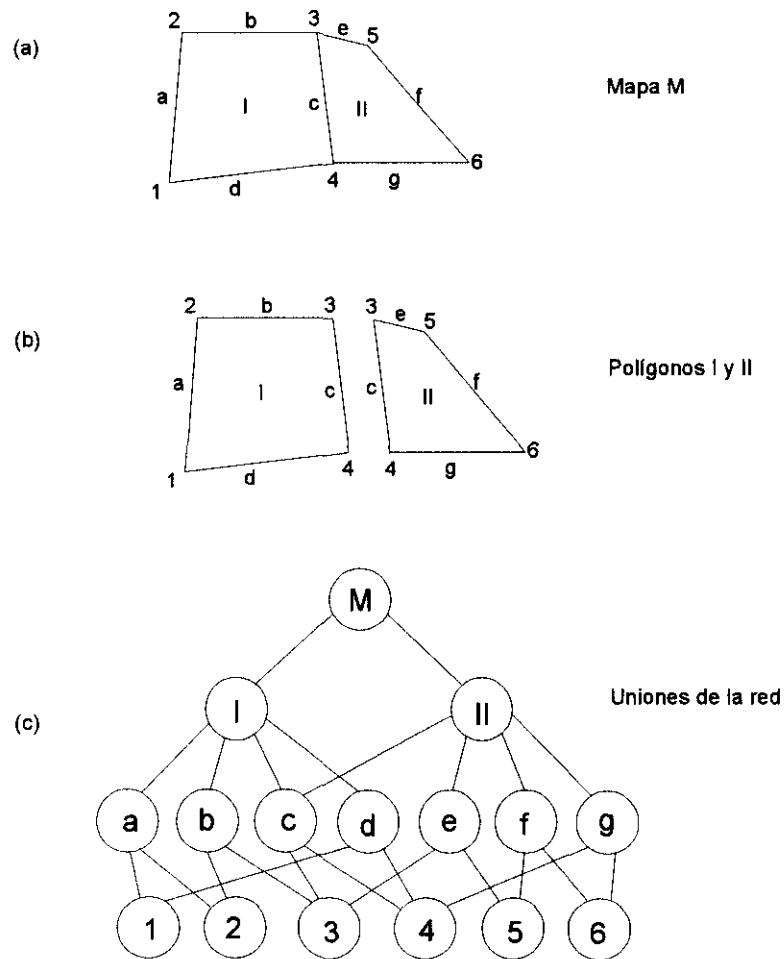 (a)
2 b 3 e 5
a I c II f
1 d 4 g 6
Mapa M
(b)
2 b 3 3 e 5
a I c c II f
1 d 4 4 g 6
Polígonos I y II
(c)
M
I II
a b c d e f g
1 2 3 4 5 6
Uniones de la red